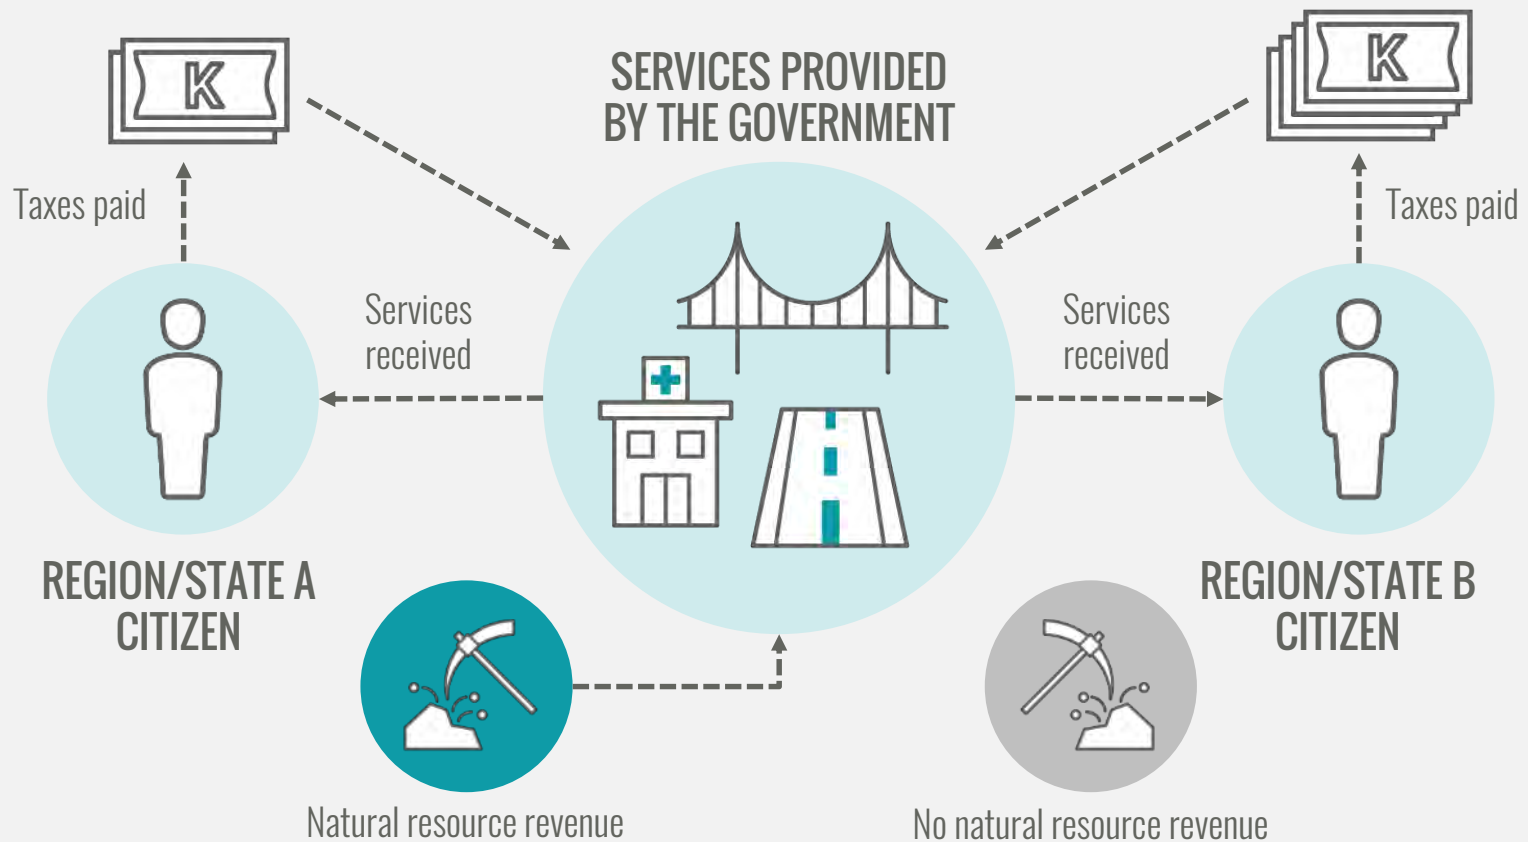 K
K
SERVICES PROVIDED
BY THE GOVERNMENT
Taxes paid
Taxes paid
Services
received
Services
received
REGION/STATE A
CITIZEN
REGION/STATE B
CITIZEN
Natural resource revenue
No natural resource revenue